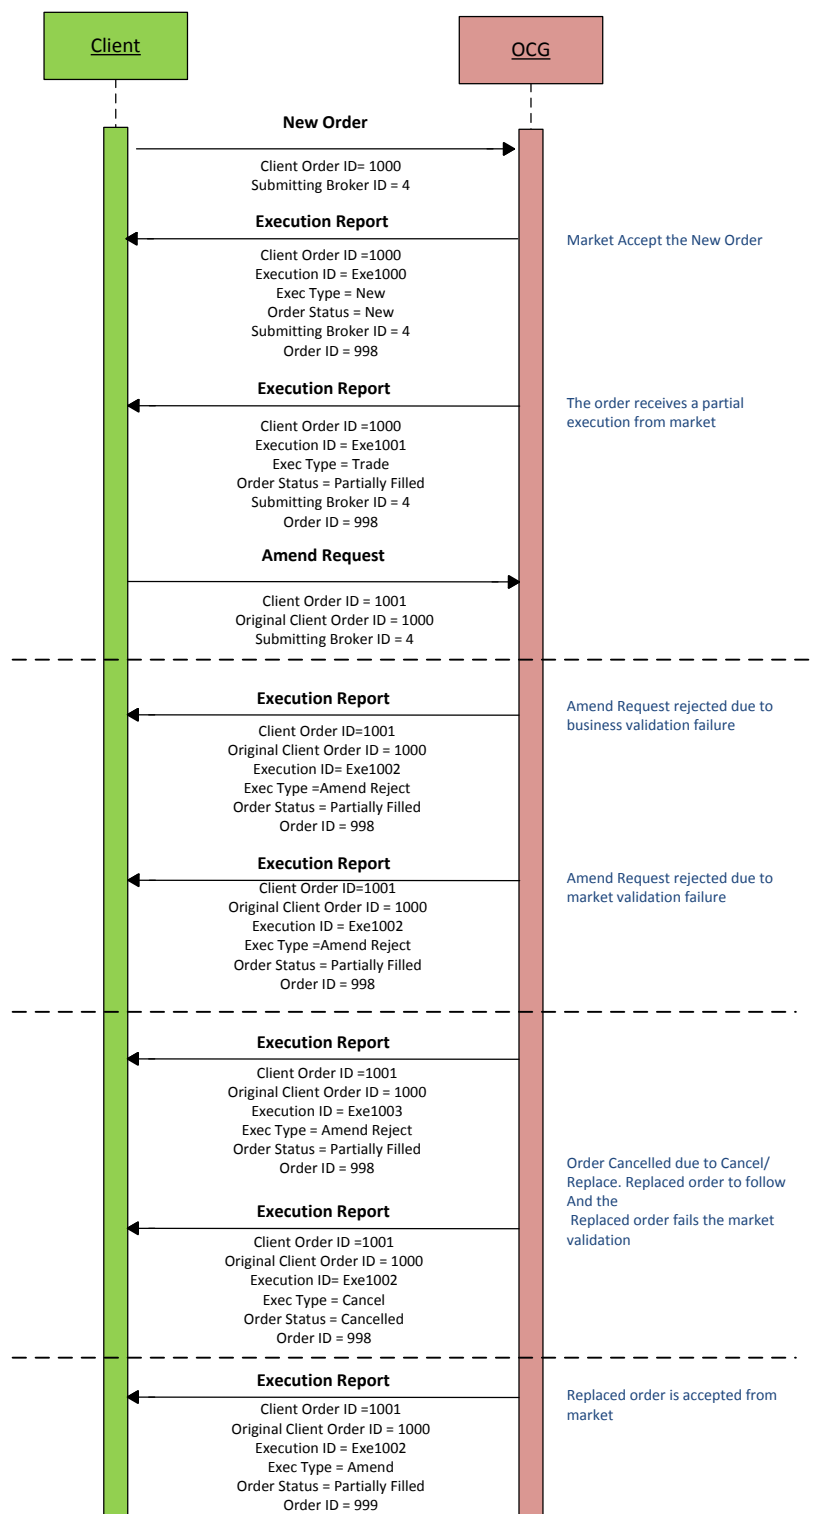 Client
OCG
New Order
Client Order ID= 1000
Submitting Broker ID = 4
Execution Report
Market Accept the New Order
Client Order ID =1000
Execution ID = Exe1000
Exec Type = New
Order Status = New
Submitting Broker ID = 4
Order ID = 998
Execution Report
The order receives a partial
execution from market
Client Order ID =1000
Execution ID = Exe1001
Exec Type = Trade
Order Status = Partially Filled
Submitting Broker ID = 4
Order ID = 998
Amend Request
Client Order ID = 1001
Original Client Order ID = 1000
Submitting Broker ID = 4
Execution Report
Amend Request rejected due to
business validation failure
Client Order ID=1001
Original Client Order ID = 1000
Execution ID= Exe1002
Exec Type =Amend Reject
Order Status = Partially Filled
Order ID = 998
Execution Report
Amend Request rejected due to
market validation failure
Client Order ID=1001
Original Client Order ID = 1000
Execution ID = Exe1002
Exec Type =Amend Reject
Order Status = Partially Filled
Order ID = 998
Execution Report
Client Order ID =1001
Original Client Order ID = 1000
Execution ID = Exe1003
Exec Type = Amend Reject
Order Status = Partially Filled
Order ID = 998
Order Cancelled due to Cancel/
Replace. Replaced order to follow
And the
Replaced order fails the market
validation
Execution Report
Client Order ID =1001
Original Client Order ID = 1000
Execution ID= Exe1002
Exec Type = Cancel
Order Status = Cancelled
Order ID = 998
Execution Report
Replaced order is accepted from
market
Client Order ID =1001
Original Client Order ID = 1000
Execution ID = Exe1002
Exec Type = Amend
Order Status = Partially Filled
Order ID = 999